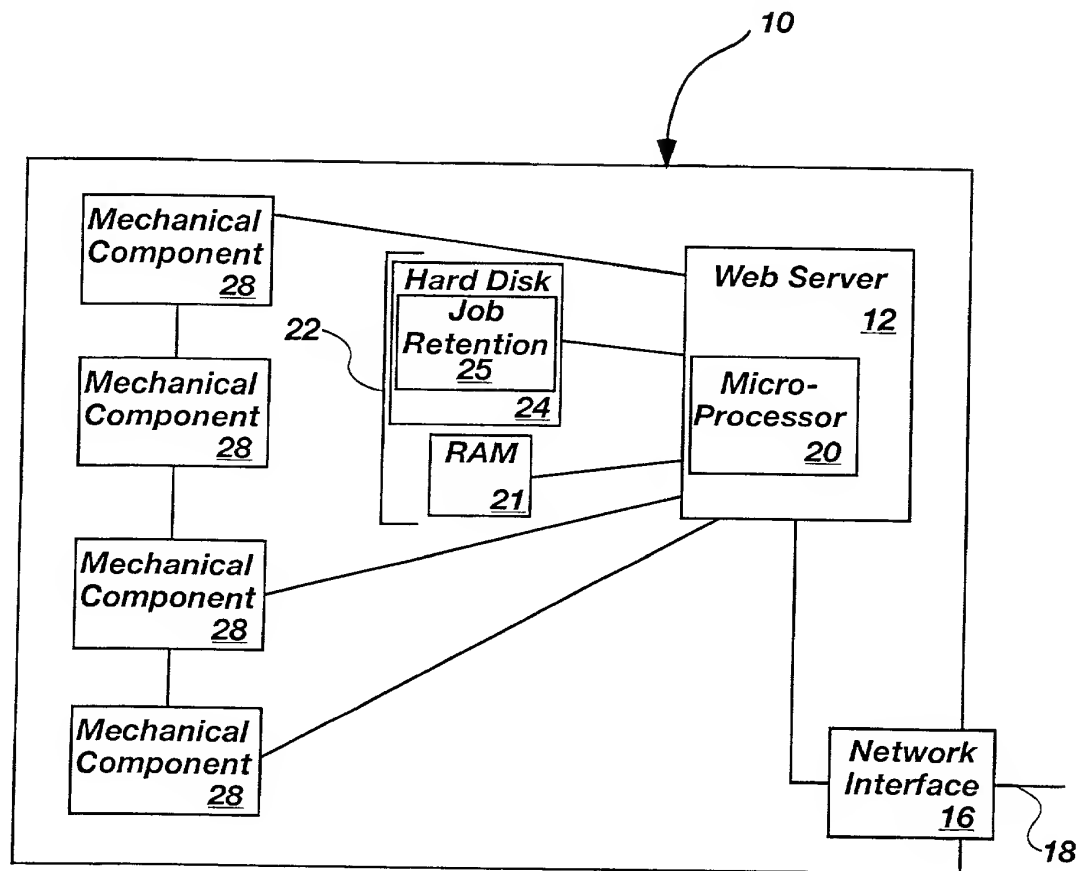 10
Mechanical
Component
28
Hard Disk
Job
Retention
25
24
Web Server
12
22
Mechanical
Component
28
Micro-
Processor
20
RAM
21
Mechanical
Component
28
Mechanical
Component
28
Network
Interface
16
18